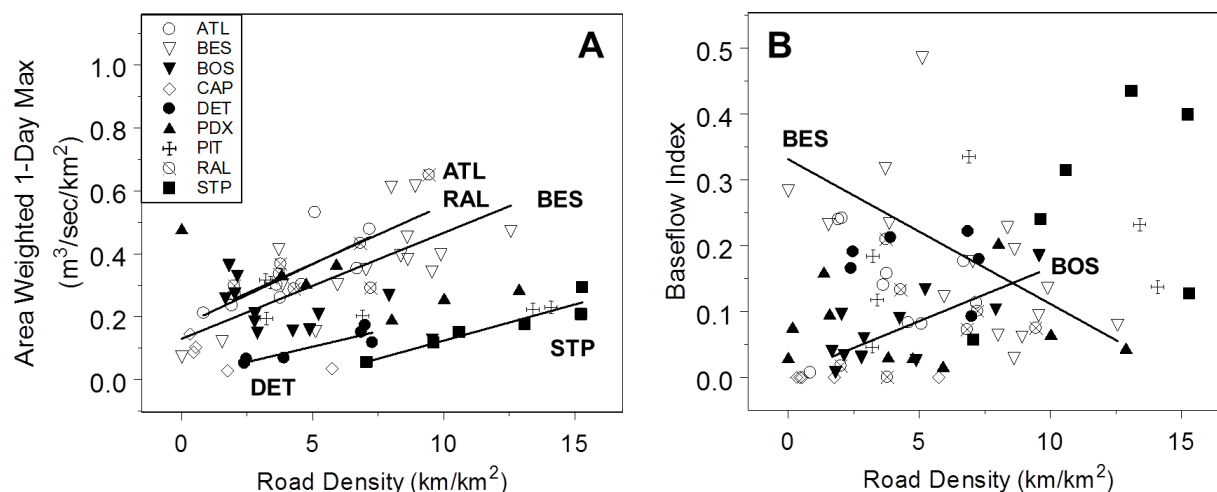 A
ATL
BES
BOS
CAP
DET
PDX
PIT
RAL
STP
Area Weighted 1-Day Max
(m³/sec/km²)
1.0
0.8
0.6
0.4
0.2
0.0
ATL
RAL
BES
DET
STP
0 5 10 15
Road Density (km/km²)
B
Baseflow Index
0.5
0.4
0.3
0.2
0.1
0.0
BES
BOS
0 5 10 15
Road Density (km/km²)